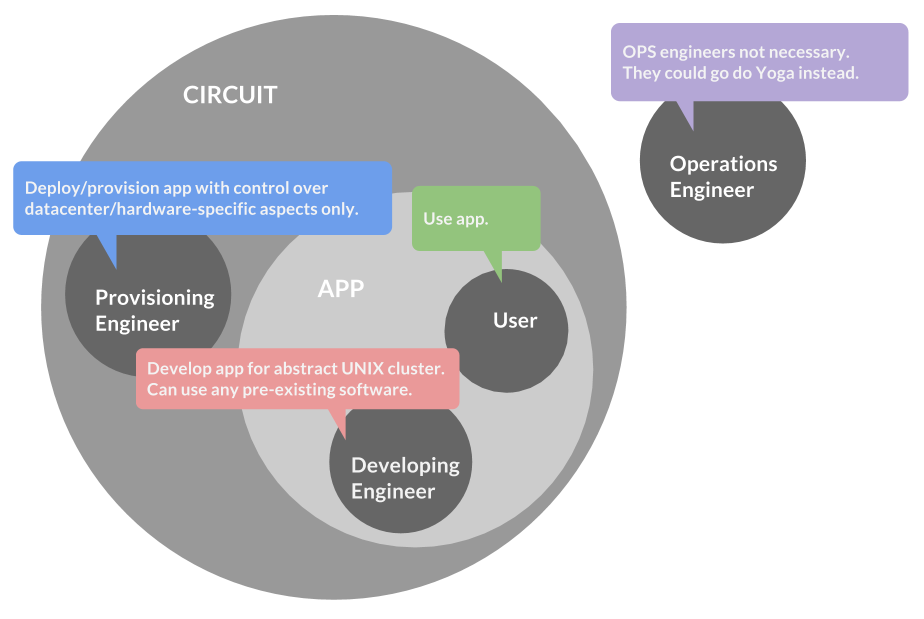 OPS engineers not necessary.
They could go do Yoga instead.
CIRCUIT
Operations
Engineer
Deploy/provision app with control over
datacenter/hardware-specific aspects only.
Use app.
APP
Provisioning
Engineer
User
Develop app for abstract UNIX cluster.
Can use any pre-existing software.
Developing
Engineer